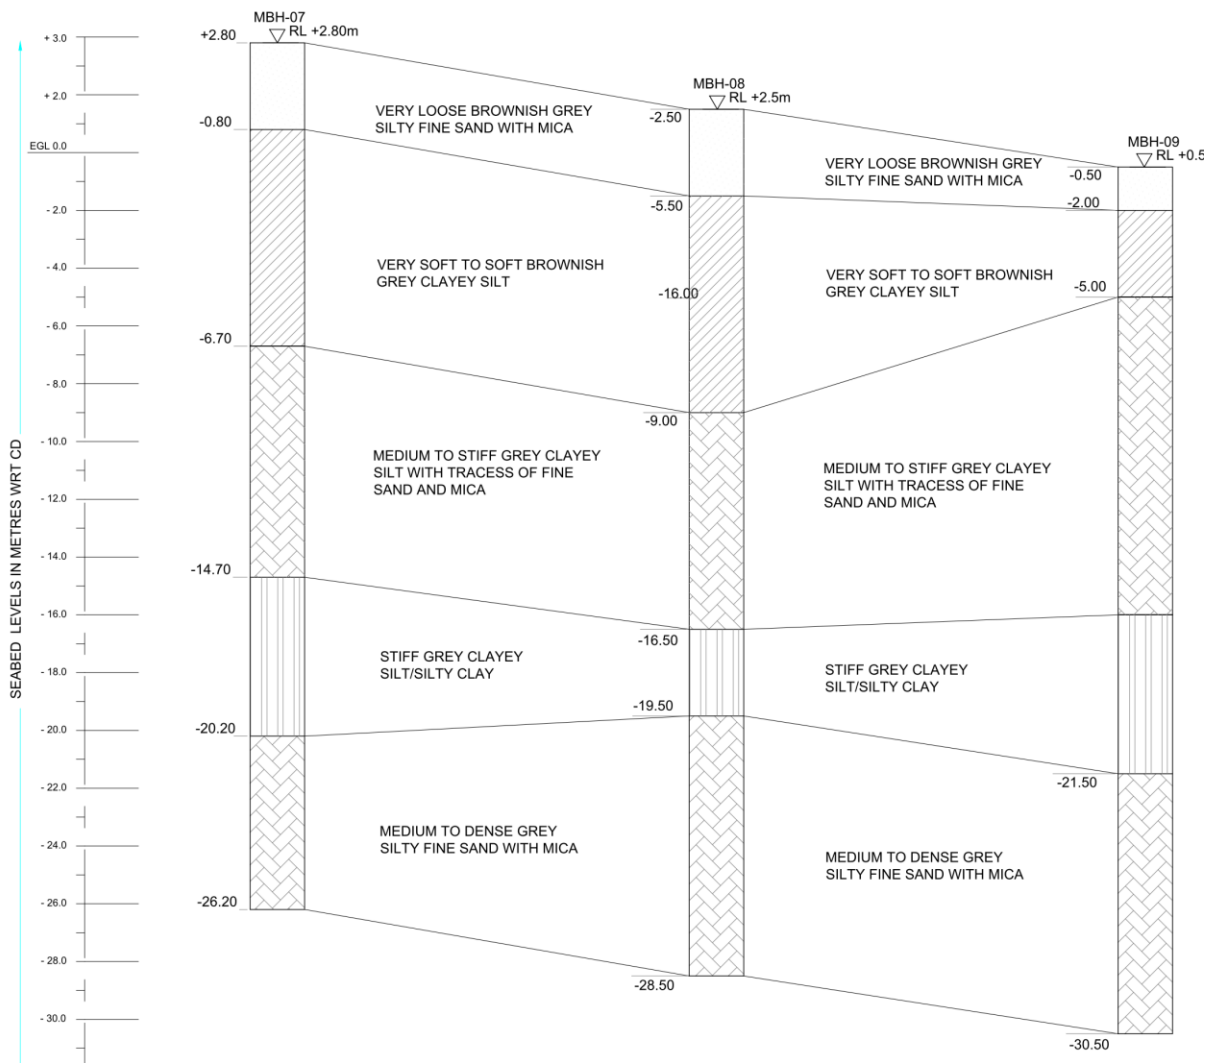 MBH-07
RL +2.80m
+2.80
-0.80
-6.70
-14.70
-20.20
-26.20
MBH-08
RL +2.5m
-2.50
-5.50
-16.00
-9.00
-16.50
-19.50
-28.50
MBH-09
RL +0.5
-0.50
-2.00
-5.00
-21.50
-30.50
SEABED LEVELS IN METRES WRT CD
+ 3.0
+ 2.0
EGL 0.0
- 2.0
- 4.0
- 6.0
- 8.0
- 10.0
- 12.0
- 14.0
- 16.0
- 18.0
- 20.0
- 22.0
- 24.0
- 26.0
- 28.0
- 30.0
VERY LOOSE BROWNISH GREY
SILTY FINE SAND WITH MICA
VERY SOFT TO SOFT BROWNISH
GREY CLAYEY SILT
MEDIUM TO STIFF GREY CLAYEY
SILT WITH TRACESS OF FINE
SAND AND MICA
STIFF GREY CLAYEY
SILT/SILTY CLAY
MEDIUM TO DENSE GREY
SILTY FINE SAND WITH MICA
VERY LOOSE BROWNISH GREY
SILTY FINE SAND WITH MICA
VERY SOFT TO SOFT BROWNISH
GREY CLAYEY SILT
MEDIUM TO STIFF GREY CLAYEY
SILT WITH TRACESS OF FINE
SAND AND MICA
STIFF GREY CLAYEY
SILT/SILTY CLAY
MEDIUM TO DENSE GREY
SILTY FINE SAND WITH MICA